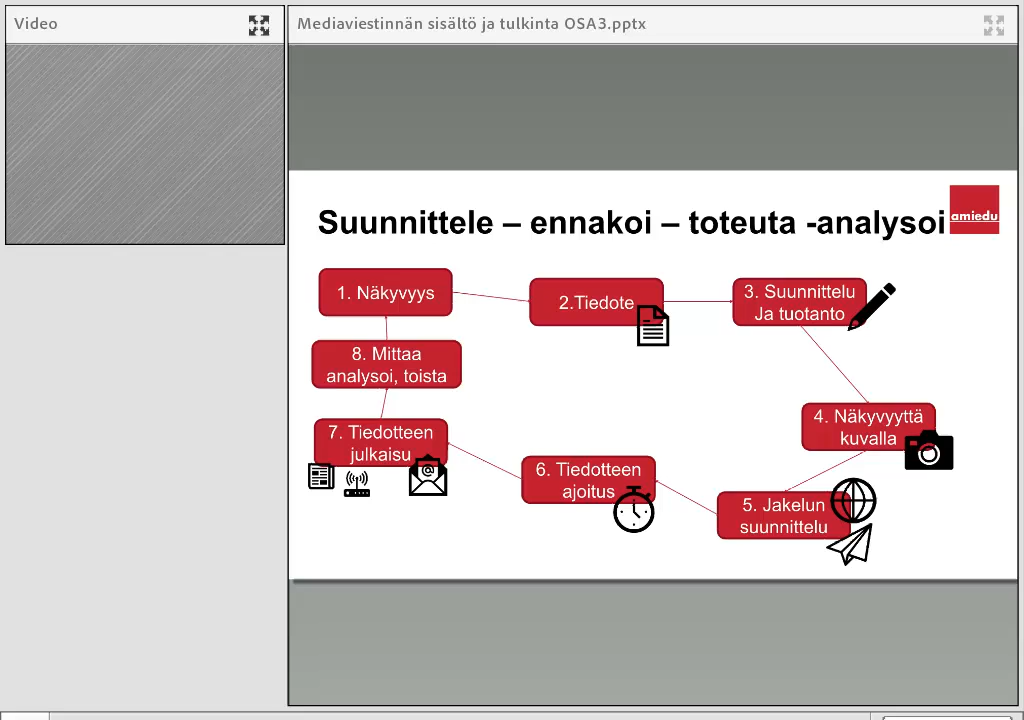 Video
Mediaviestinnän sisältö ja tulkinta OSA3.pptx
Suunnittele – ennakoi – toteuta -analysoi
amiedu
1. Näkyvyys
2.Tiedote
3. Suunnittelu
Ja tuotanto
4. Näkyvyyttä
kuvalla
5. Jakelun
suunnittelu
6. Tiedotteen
ajoitus
7. Tiedotteen
julkaisu
@
8. Mittaa
analysoi, toista